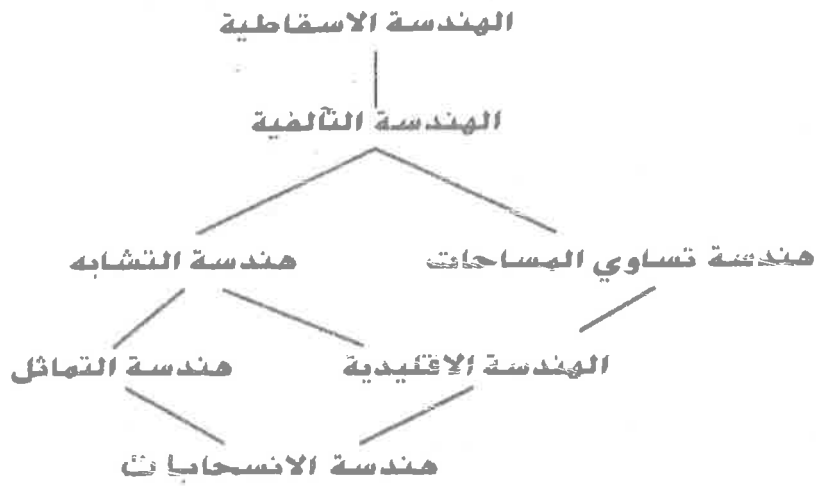 الهندسة الاسقاطية
الهندسة التآلفية
هندسة تساوي المساحات
هندسة التشابه
الهندسة الاقليدية
هندسة التماثل
هندسة الانسحابات